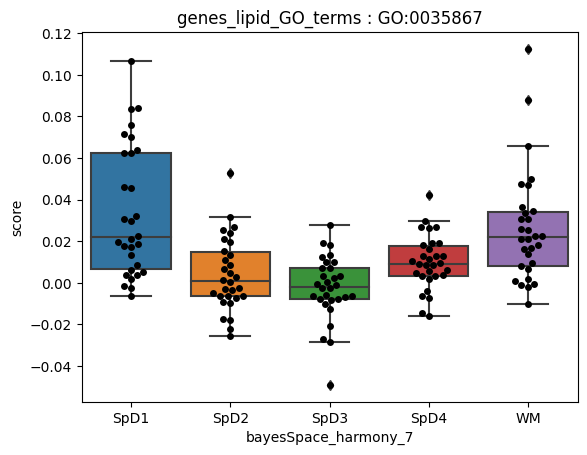 genes_lipid_GO_terms : GO:0035867
0.12
0.10
0.08
0.06
0.04
0.02
0.00
−0.02
−0.04
score
SpD1 SpD2 SpD3 SpD4 WM
bayesSpace_harmony_7